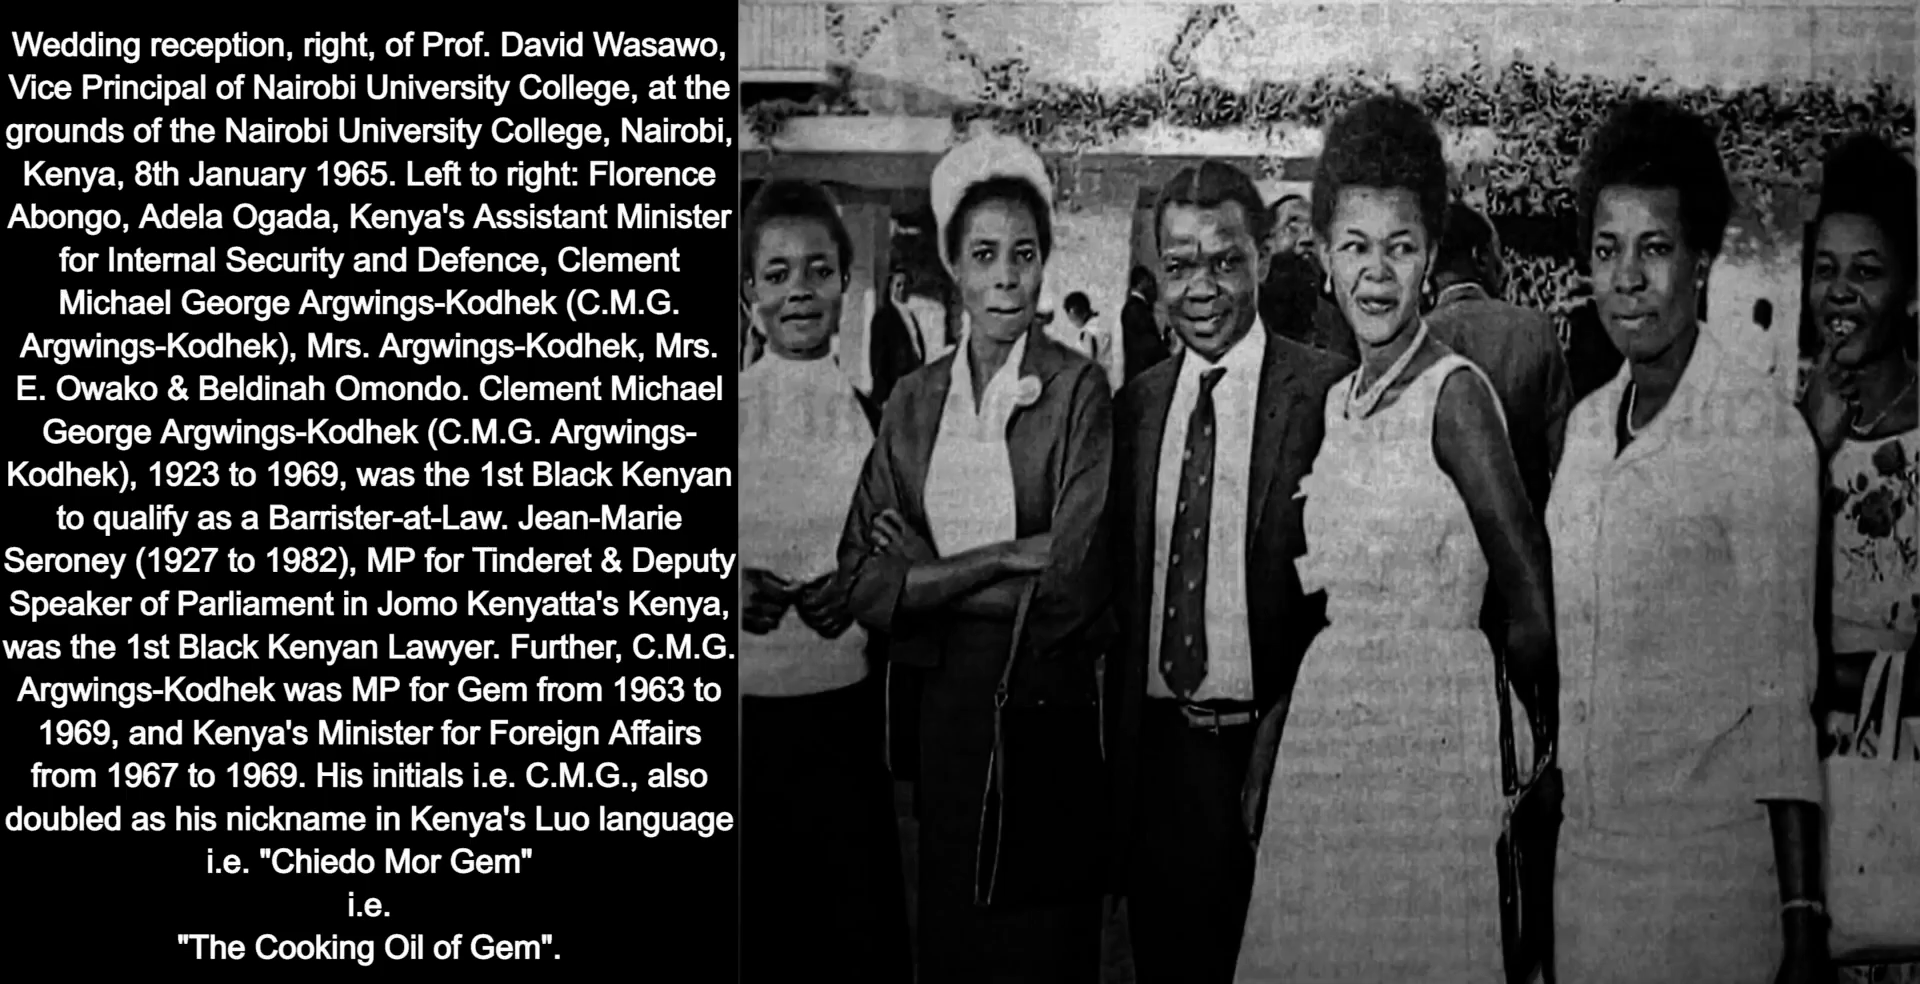 Wedding reception, right, of Prof. David Wasawo,
Vice Principal of Nairobi University College, at the
grounds of the Nairobi University College, Nairobi,
Kenya, 8th January 1965. Left to right: Florence
Abongo, Adela Ogada, Kenya's Assistant Minister
for Internal Security and Defence, Clement
Michael George Argwings-Kodhek (C.M.G.
Argwings-Kodhek), Mrs. Argwings-Kodhek, Mrs.
E. Owako & Beldinah Omondo. Clement Michael
George Argwings-Kodhek (C.M.G. Argwings-
Kodhek), 1923 to 1969, was the 1st Black Kenyan
to qualify as a Barrister-at-Law. Jean-Marie
Seroney (1927 to 1982), MP for Tinderet & Deputy
Speaker of Parliament in Jomo Kenyatta's Kenya,
was the 1st Black Kenyan Lawyer. Further, C.M.G.
Argwings-Kodhek was MP for Gem from 1963 to
1969, and Kenya's Minister for Foreign Affairs
from 1967 to 1969. His initials i.e. C.M.G., also
doubled as his nickname in Kenya's Luo language
i.e. "Chiedo Mor Gem"
i.e.
"The Cooking Oil of Gem".